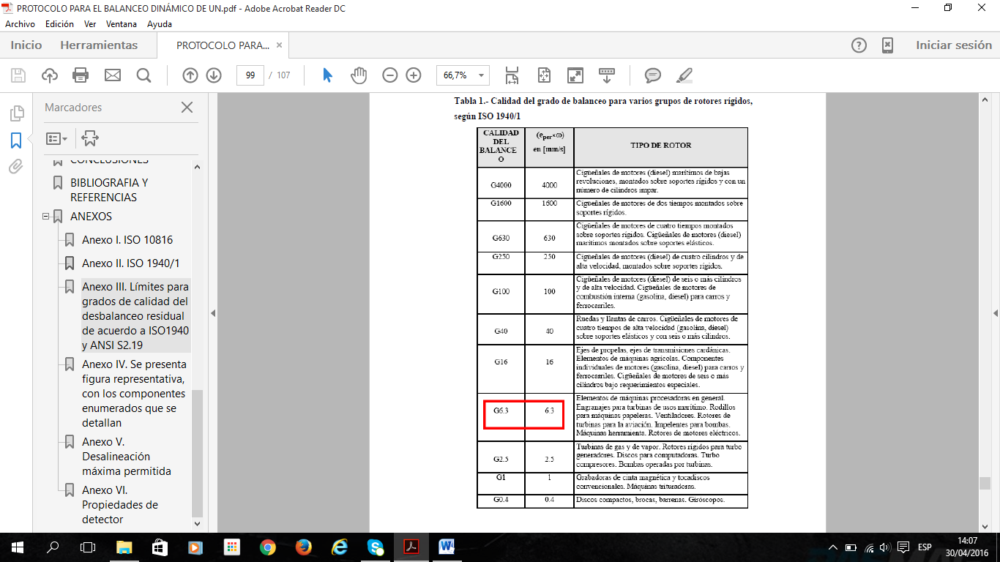 PROTOCOLO PARA EL BALANCEO DINÁMICO DE UN.pdf - Adobe Acrobat Reader DC
Archivo Edición Ver Ventana Ayuda
Inicio Herramientas PROTOCOLO PARA... × Iniciar sesión
99 / 107 66,7%
Marcadores
CONCLUSIONES
BIBLIOGRAFIA Y
REFERENCIAS
ANEXOS
Anexo I. ISO 10816
Anexo II. ISO 1940/1
Anexo III. Límites para
grados de calidad del
desbalanceo residual
de acuerdo a ISO1940
y ANSI S2.19
Anexo IV. Se presenta
figura representativa,
con los componentes
enumerados que se
detallan
Anexo V.
Desalineación
máxima permitida
Anexo VI.
Propiedades de
detector
Tabla 1.- Calidad del grado de balanceo para varios grupos de rotores rígidos,
según ISO 1940/1
CALIDAD
DEL
BALANCE
O
(eper×ω)
en [mm/s]
TIPO DE ROTOR
G4000 4000
Cigüeñales de motores (diesel) marítimos de bajas
revoluciones, montados sobre soportes rígidos y con un
número de cilindros impar.
G1600 1600
Cigüeñales de motores de dos tiempos montados sobre
soportes rígidos.
G630 630
Cigüeñales de motores de cuatro tiempos montados
sobre soportes rígidos. Cigüeñales de motores (diesel)
marítimos montados sobre soportes elásticos.
G250 250
Cigüeñales de motores (diesel) de cuatro cilindros y de
alta velocidad, montados sobre soportes rígidos.
G100 100
Cigüeñales de motores (diesel) de seis o más cilindros
y de alta velocidad. Cigüeñales de motores de
combustión interna (gasolina, diesel) para carros y
ferrocarriles.
G40 40
Ruedas y llantas de carros. Cigüeñales de motores de
cuatro tiempos de alta velocidad (gasolina, diesel)
sobre soportes elásticos y con seis o más cilindros.
G16 16
Ejes de propelas, ejes de transmisiones cardánicas.
Elementos de máquinas agrícolas. Componentes
individuales de motores (gasolina, diesel) para carros y
ferrocarriles. Cigüeñales de motores de seis o más
cilindros bajo requerimientos especiales.
G6.3 6.3
Elementos de máquinas procesadoras en general.
Engranajes para turbinas de usos marítimo. Rodillos
para máquinas papeleras. Ventiladores. Rotores de
turbinas para la aviación. Impelentes para bombas.
Máquinas herramienta. Rotores de motores eléctricos.
G2.5 2.5
Turbinas de gas y de vapor. Rotores rígidos para turbo
generadores. Discos para computadoras. Turbo
compresores. Bombas operadas por turbinas.
G1 1
Grabadoras de cinta magnética y tocadiscos
convencionales. Máquinas trituradoras.
G0.4 0.4
Discos compactos, brocas, barrenas. Giróscopos.
ESP
14:07
30/04/2016